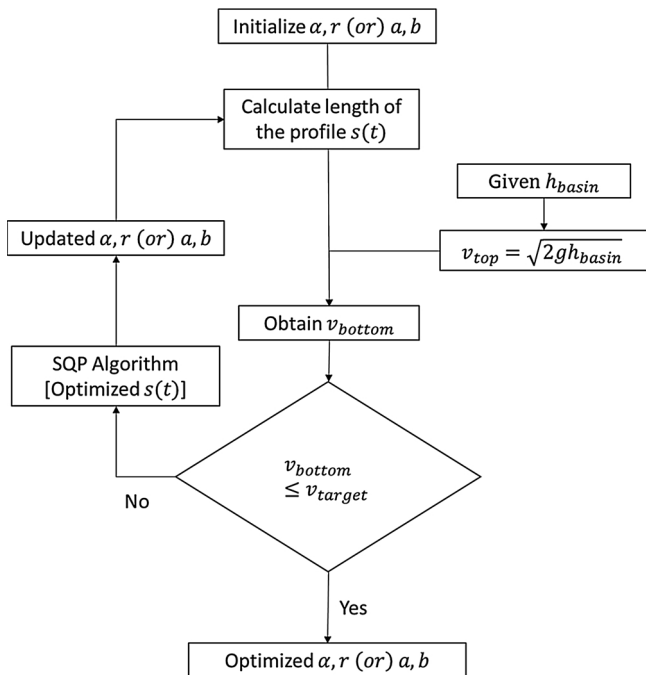 Initialize α, r (or) a, b
Calculate length of
the profile s(t)
Given h_basin
Updated α, r (or) a, b
v_top = √2gh_basin
Obtain v_bottom
SQP Algorithm
[Optimized s(t)]
v_bottom
≤ v_target
No
Yes
Optimized α, r (or) a, b